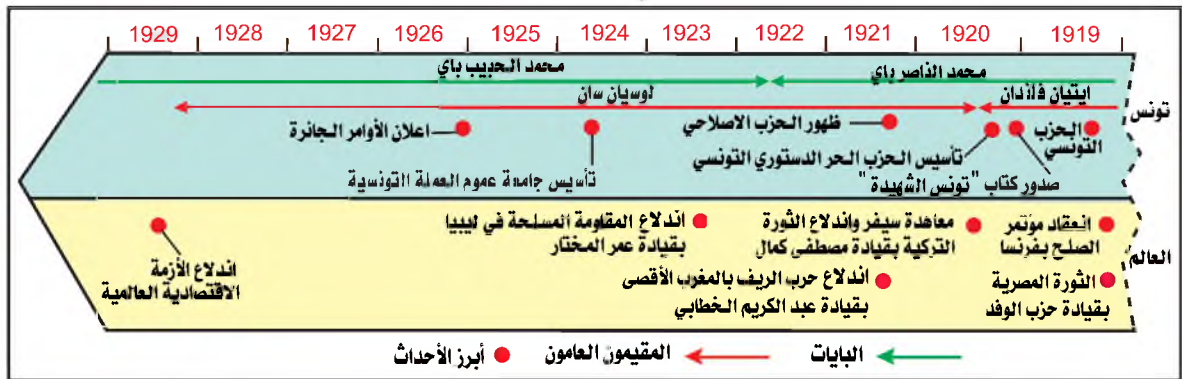 1919 1920 1921 1922 1923 1924 1925 1926 1927 1928 1929
تونس
محمد الناصر باي
محمد الحبيب باي
ايتيان فلاندان
لوسيان سان
الحزب
التونسي
صدور كتاب "تونس الشهيدة"
تأسيس الحزب الحر الدستوري التونسي
ظهور الحزب الاصلاحي
تأسيس جامعة عموم العملة التونسية
اعلان الأوامر الجائرة
العالم
انعقاد مؤتمر
الصلح بفرنسا
الثورة المصرية
بقيادة حزب الوفد
معاهدة سيفر واندلاع الثورة
التركية بقيادة مصطفى كمال
اندلاع حرب الريف بالمغرب الأقصى
بقيادة عبد الكريم الخطابي
اندلاع المقاومة المسلحة في ليبيا
بقيادة عمر المختار
اندلاع الأزمة
الاقتصادية العالمية
البايات
المقيمون العامون
أبرز الأحداث